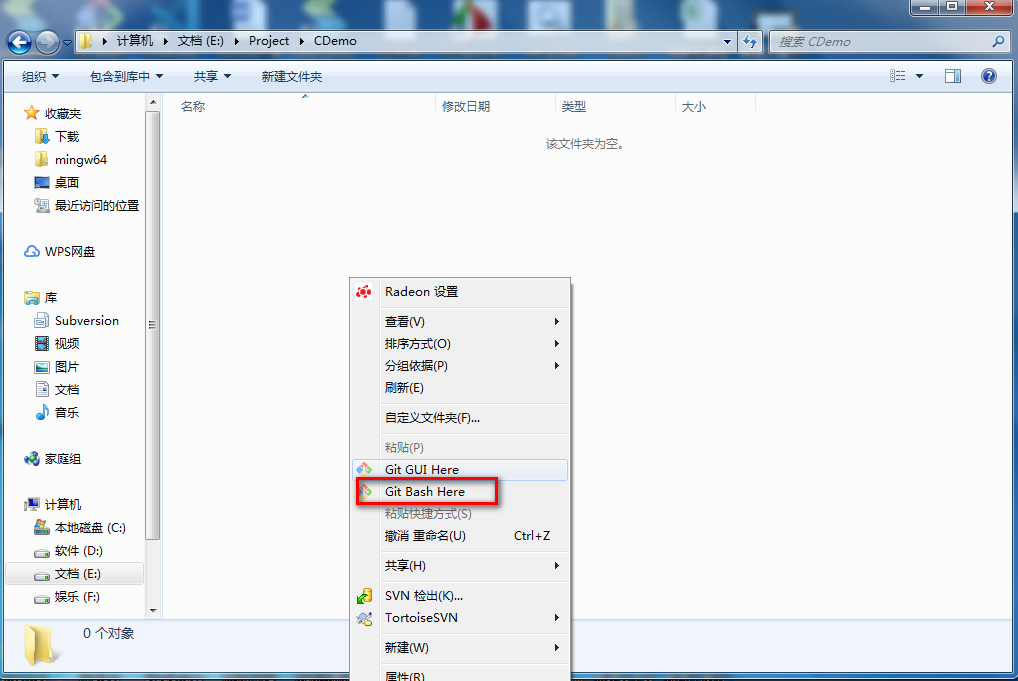 计算机 文档 (E:) Project CDemo 搜索 CDemo
组织 包含到库中 共享 新建文件夹
名称 修改日期 类型 大小
该文件夹为空。
收藏夹
下载
mingw64
桌面
最近访问的位置
WPS网盘
库
Subversion
视频
图片
文档
音乐
家庭组
计算机
本地磁盘 (C:)
软件 (D:)
文档 (E:)
娱乐 (F:)
Radeon 设置
查看(V)
排序方式(O)
分组依据(P)
刷新(E)
自定义文件夹(F)...
粘贴(P)
Git GUI Here
Git Bash Here
粘贴快捷方式(S)
撤消 重命名(U) Ctrl+Z
共享(H)
SVN 检出(K)...
TortoiseSVN
新建(W)
属性(R)
0 个对象